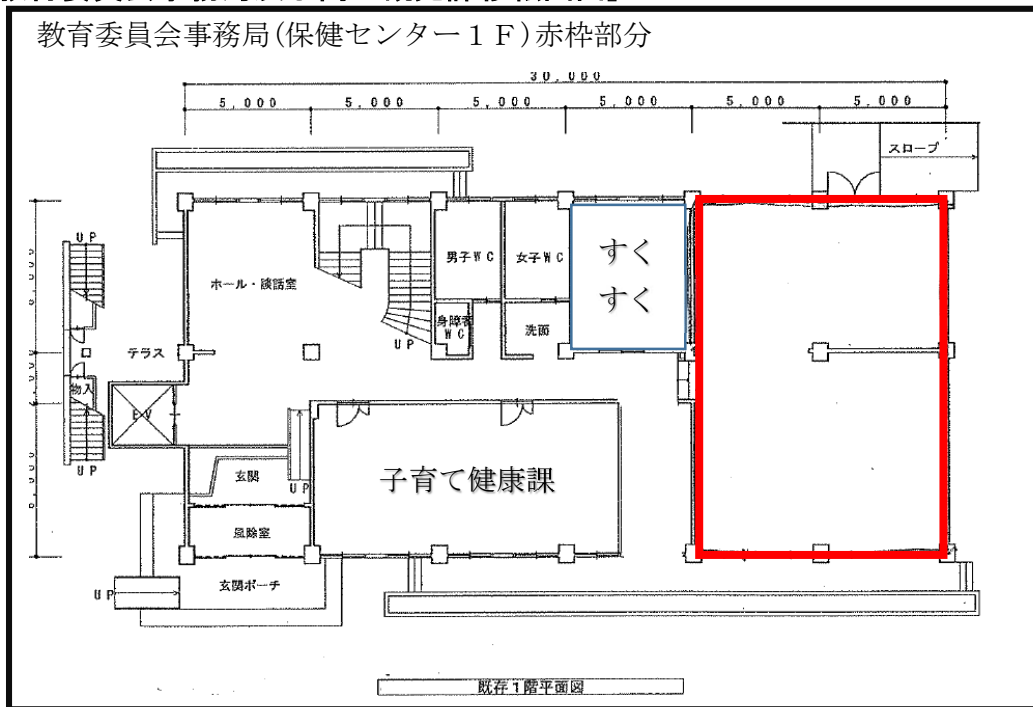 教育委員会事務局(保健センター１Ｆ)赤枠部分
30,000
5,000 5,000 5,000 5,000 5,000 5,000
スロープ
UP
男子WC
女子WC
すく
すく
ホール・談話室
身障者
WC
洗面
UP
テラス
物入
EV
UP
子育て健康課
玄関
UP
風除室
玄関ポーチ
UP
既存1階平面図